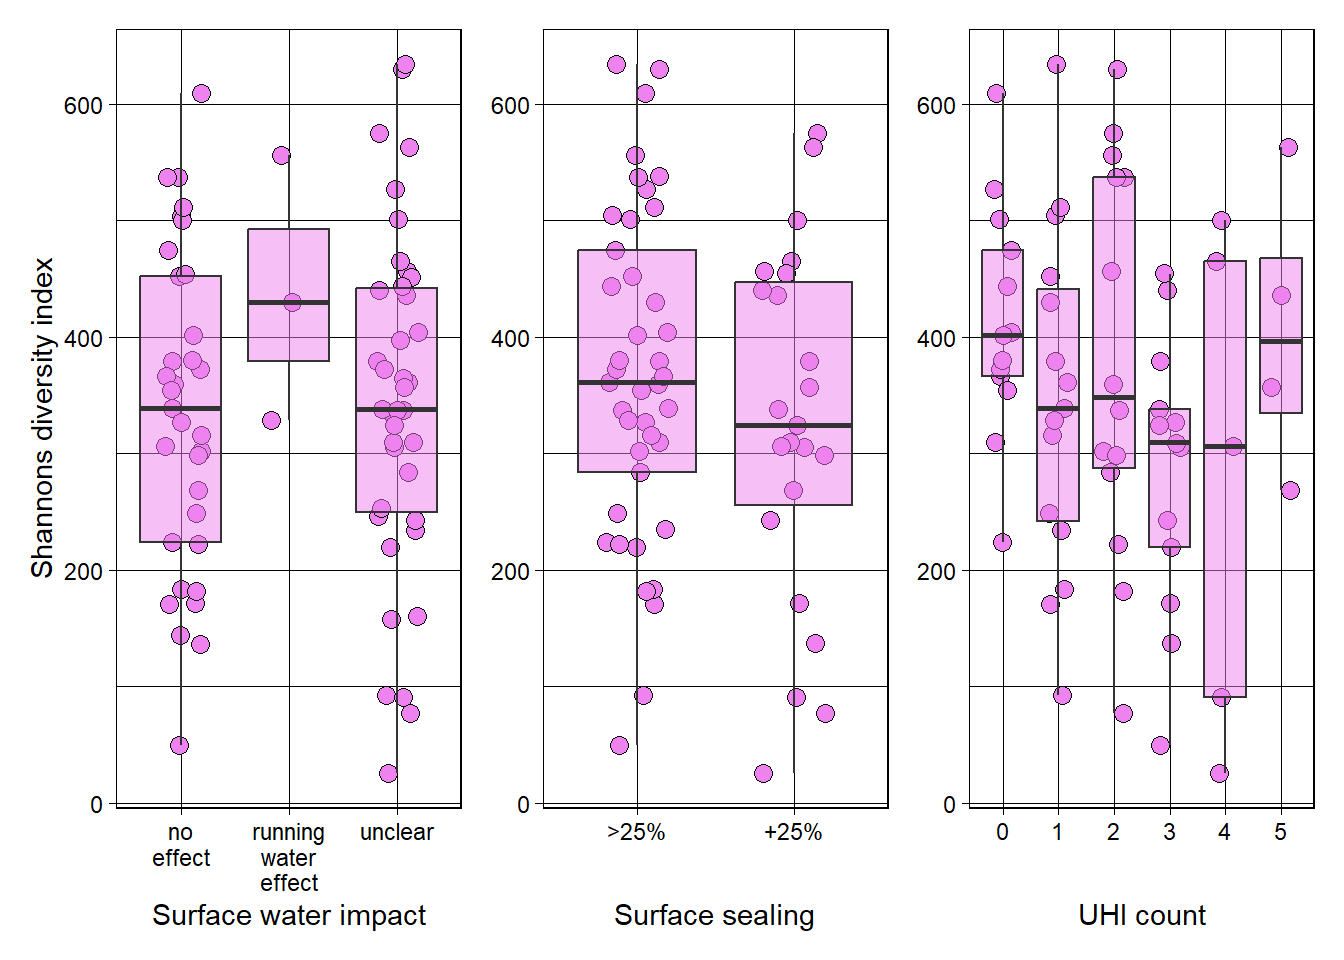 Shannons diversity index
600
400
200
0
no
effect
running
water
effect
unclear
Surface water impact
600
400
200
0
>25%
+25%
Surface sealing
600
400
200
0
0
1
2
3
4
5
UHI count